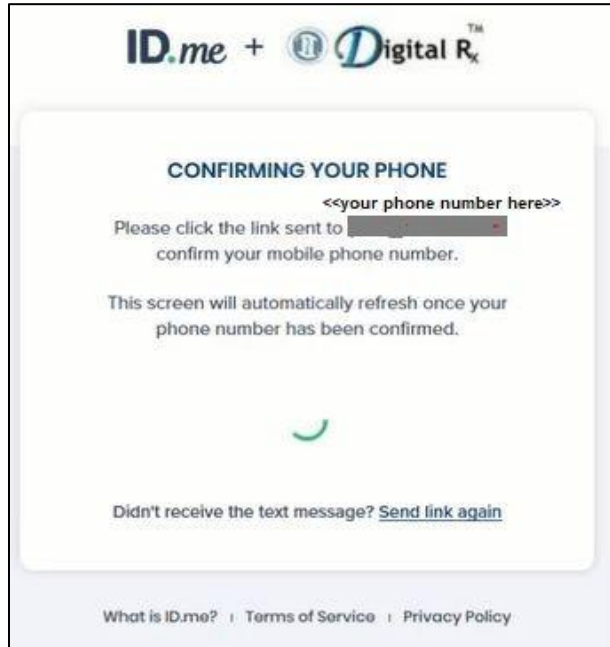 ID.me + Digital Rx™
CONFIRMING YOUR PHONE
<<your phone number here>>
Please click the link sent to
confirm your mobile phone number.
This screen will automatically refresh once your
phone number has been confirmed.
Didn't receive the text message? Send link again
What is ID.me? | Terms of Service | Privacy Policy